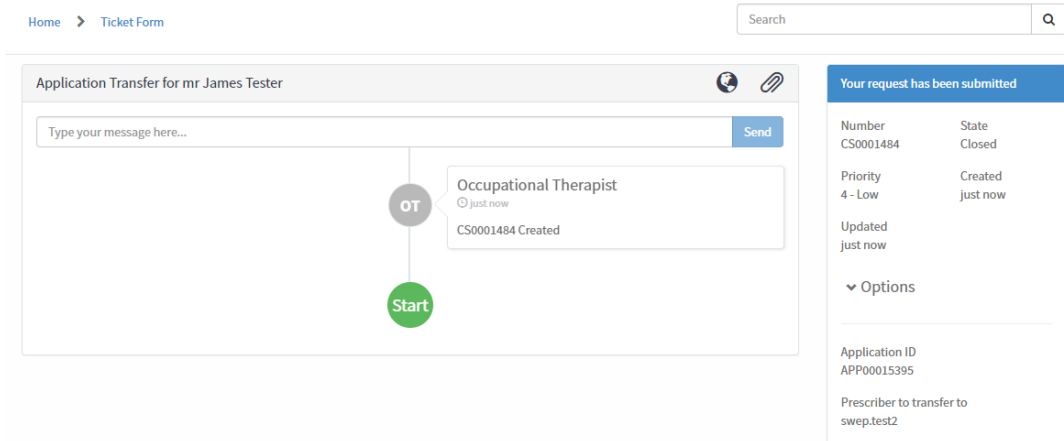 Home > Ticket Form
Search
Application Transfer for mr James Tester
Type your message here...
Send
OT
Occupational Therapist
just now
CS0001484 Created
Start
Your request has been submitted
Number State
CS0001484 Closed
Priority Created
4 - Low just now
Updated
just now
Options
Application ID
APP00015395
Prescriber to transfer to
swep.test2